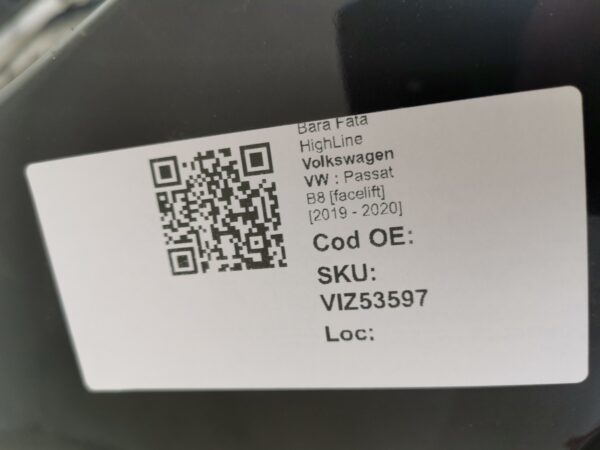 Bara Fata
HighLine
Volkswagen
VW : Passat
B8 [facelift]
[2019 - 2020]
Cod OE:
SKU:
VIZ53597
Loc: